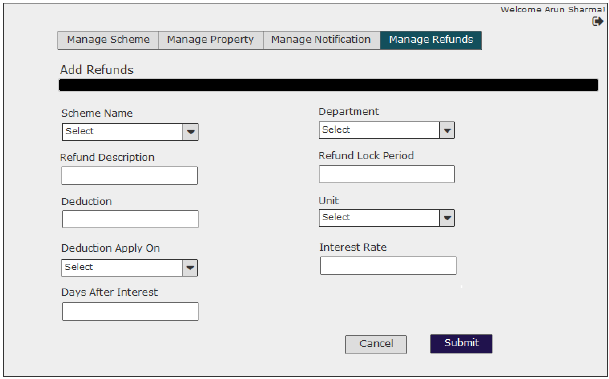 Welcome Arun Sharma!
Manage Scheme Manage Property Manage Notification Manage Refunds
Add Refunds
Scheme Name Department
Select Select
Refund Description Refund Lock Period
Deduction Unit
Select
Deduction Apply On Interest Rate
Select
Days After Interest
Cancel Submit